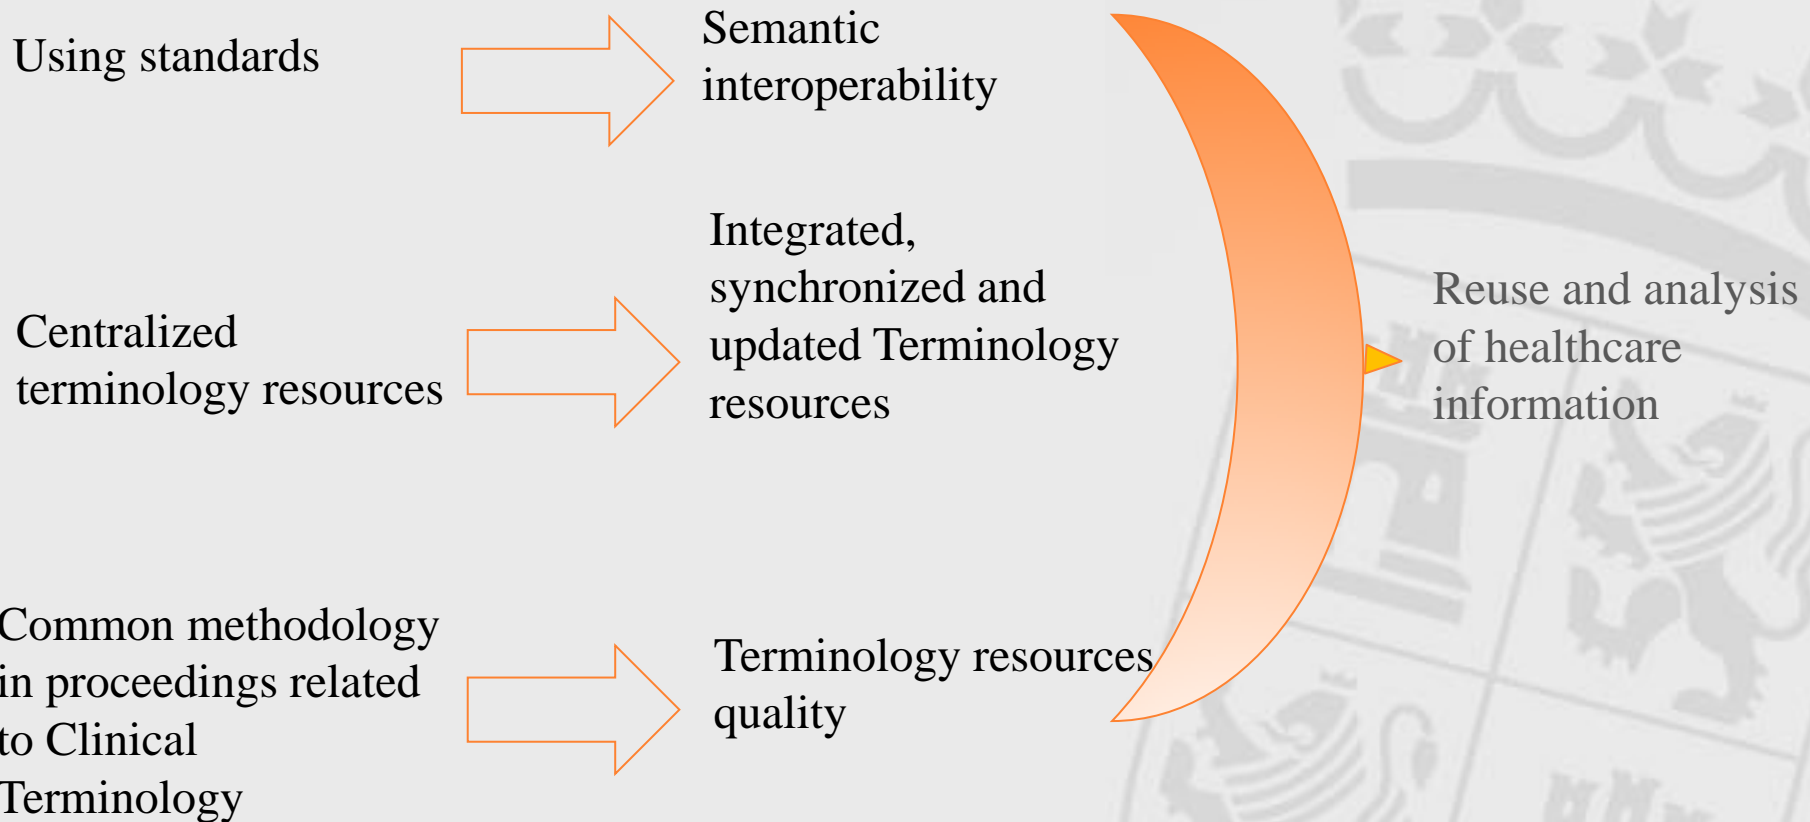 Using standards
Semantic
interoperability
Centralized
terminology resources
Integrated,
synchronized and
updated Terminology
resources
Reuse and analysis
of healthcare
information
Common methodology
in proceedings related
to Clinical
Terminology
Terminology resources
quality